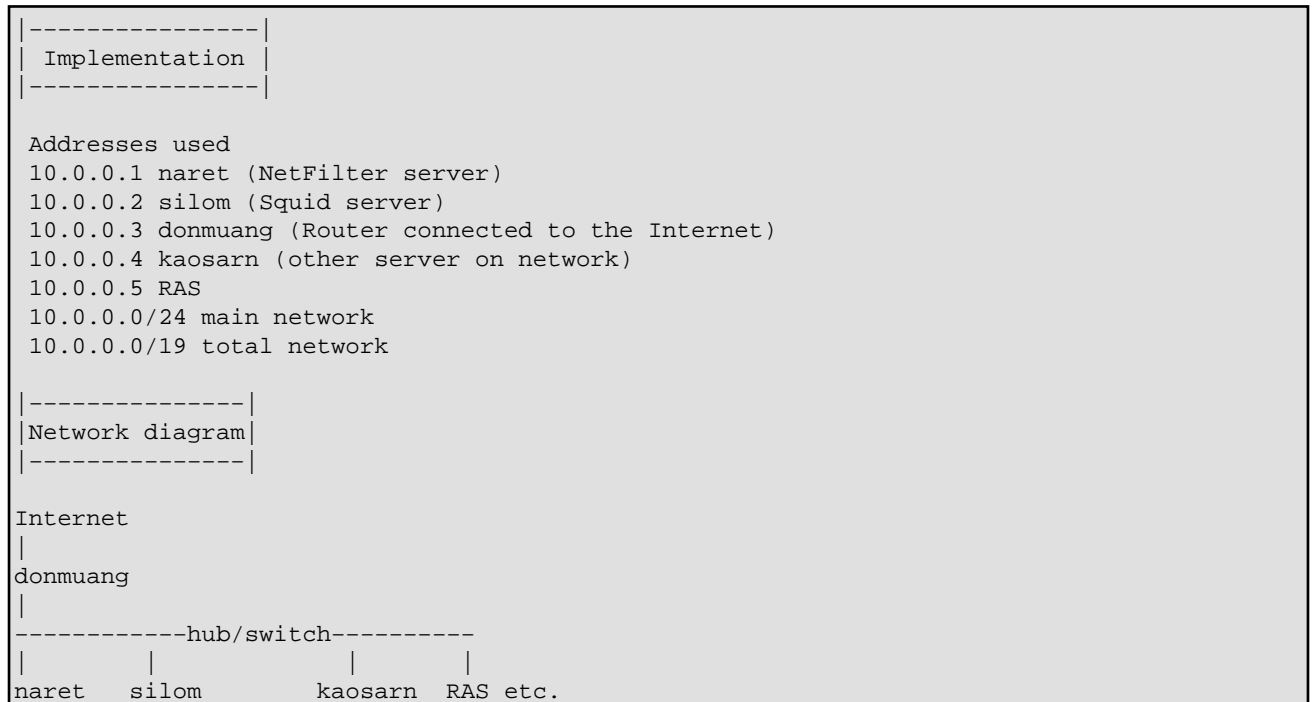 |----------------|
| Implementation |
|----------------|
Addresses used
10.0.0.1 naret (NetFilter server)
10.0.0.2 silom (Squid server)
10.0.0.3 donmuang (Router connected to the Internet)
10.0.0.4 kaosarn (other server on network)
10.0.0.5 RAS
10.0.0.0/24 main network
10.0.0.0/19 total network
|---------------|
|Network diagram|
|---------------|
Internet
|
donmuang
|
------------hub/switch----------
|        |             |       |
naret   silom        kaosarn  RAS etc.